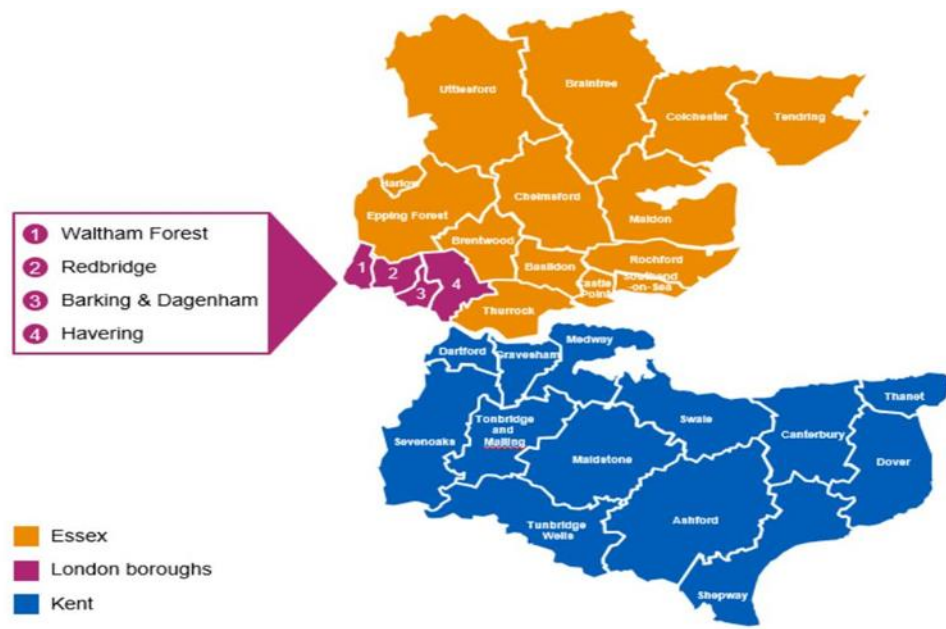 Uttlesford
Braintree
Colchester
Tendring
Harlow
Epping Forest
Chelmsford
Maldon
Brentwood
Rochford
Basildon
Southend
-on-Sea
Castle
Point
Thurrock
1
2
3
4
1 Waltham Forest
2 Redbridge
3 Barking & Dagenham
4 Havering
Dartford
Gravesham
Medway
Thanet
Swale
Canterbury
Tonbridge
and
Malling
Sevenoaks
Maidstone
Dover
Ashford
Tunbridge
Wells
Shepway
Essex
London boroughs
Kent